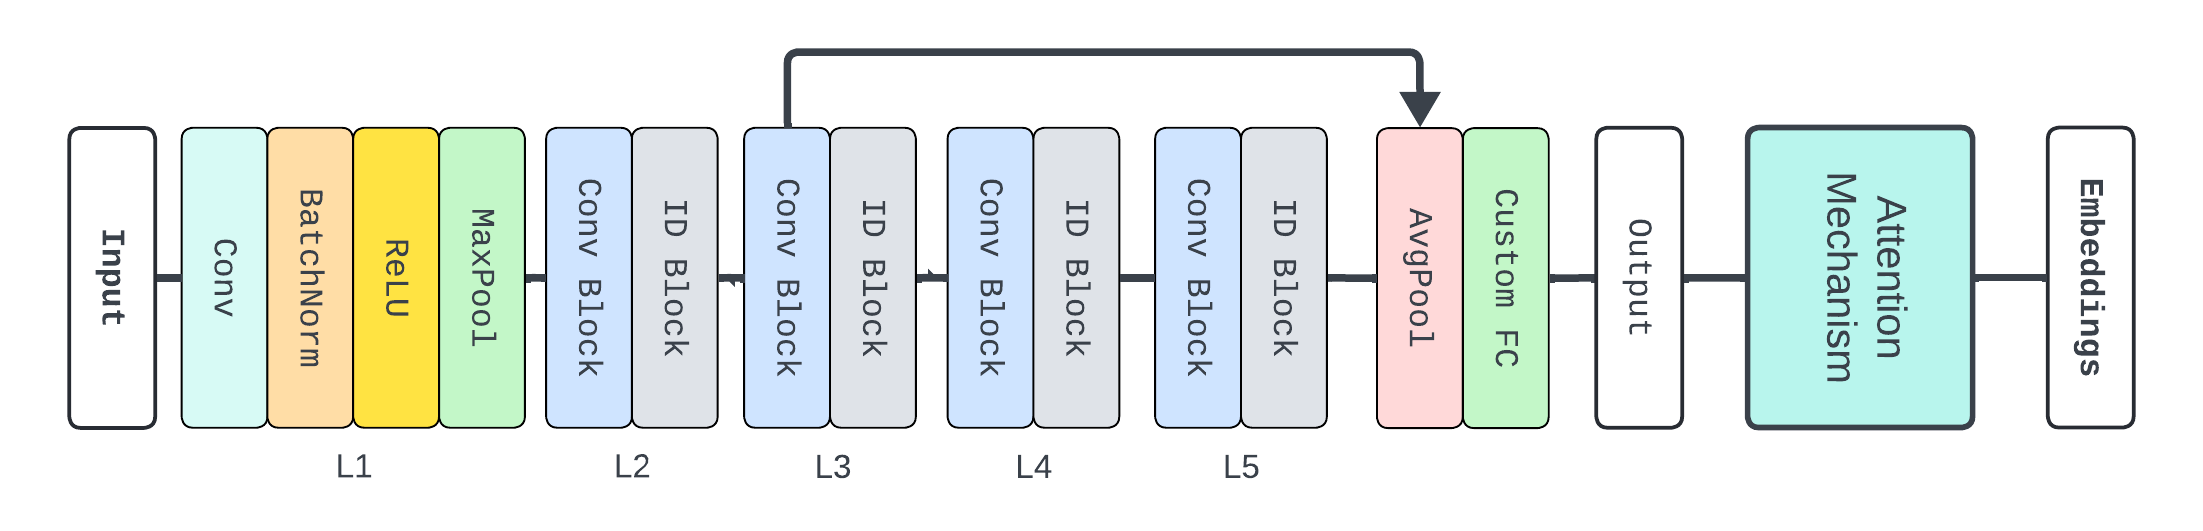 Input
Conv
BatchNorm
ReLU
MaxPool
Conv Block
ID Block
Conv Block
ID Block
Conv Block
ID Block
Conv Block
ID Block
AvgPool
Custom FC
Output
Attention
Mechanism
Embeddings
L1
L2
L3
L4
L5